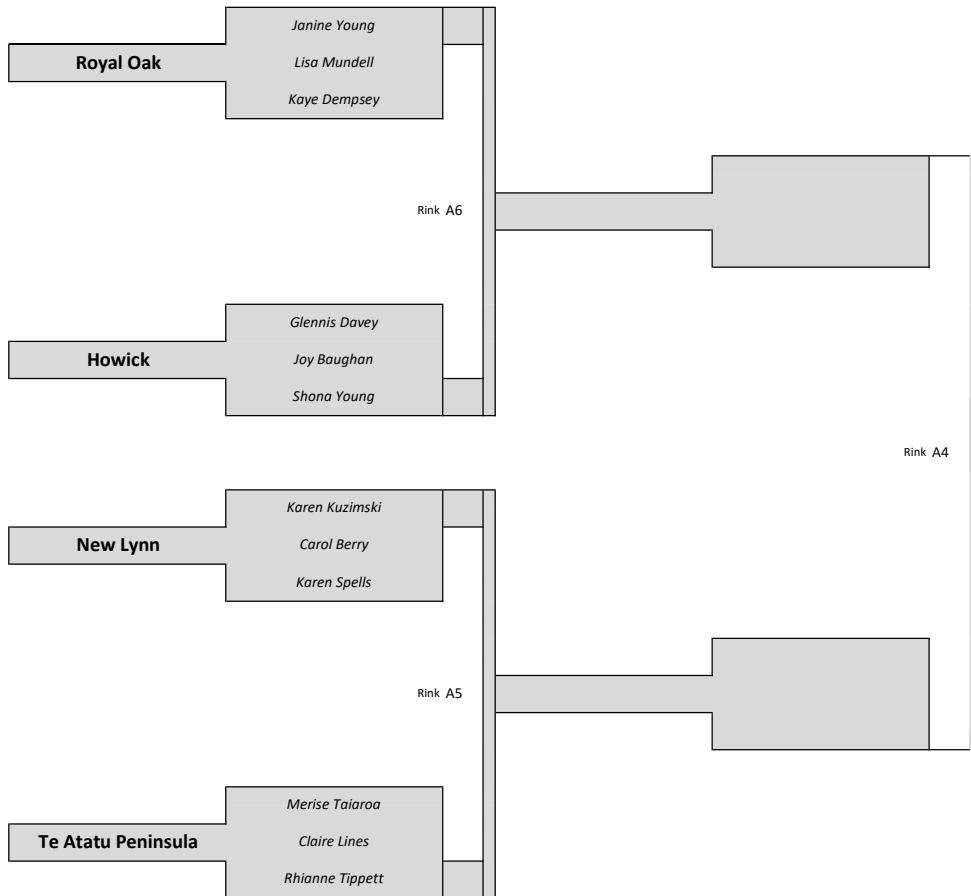 Janine Young
Royal Oak
Lisa Mundell
Kaye Dempsey
Rink A6
Glennis Davey
Howick
Joy Baughan
Shona Young
Rink A4
Karen Kuzimski
New Lynn
Carol Berry
Karen Spells
Rink A5
Merise Taiaroa
Te Atatu Peninsula
Claire Lines
Rhianne Tippett